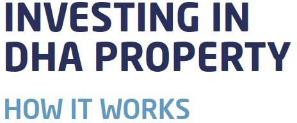 INVESTING IN
DHA PROPERTY
HOW IT WORKS